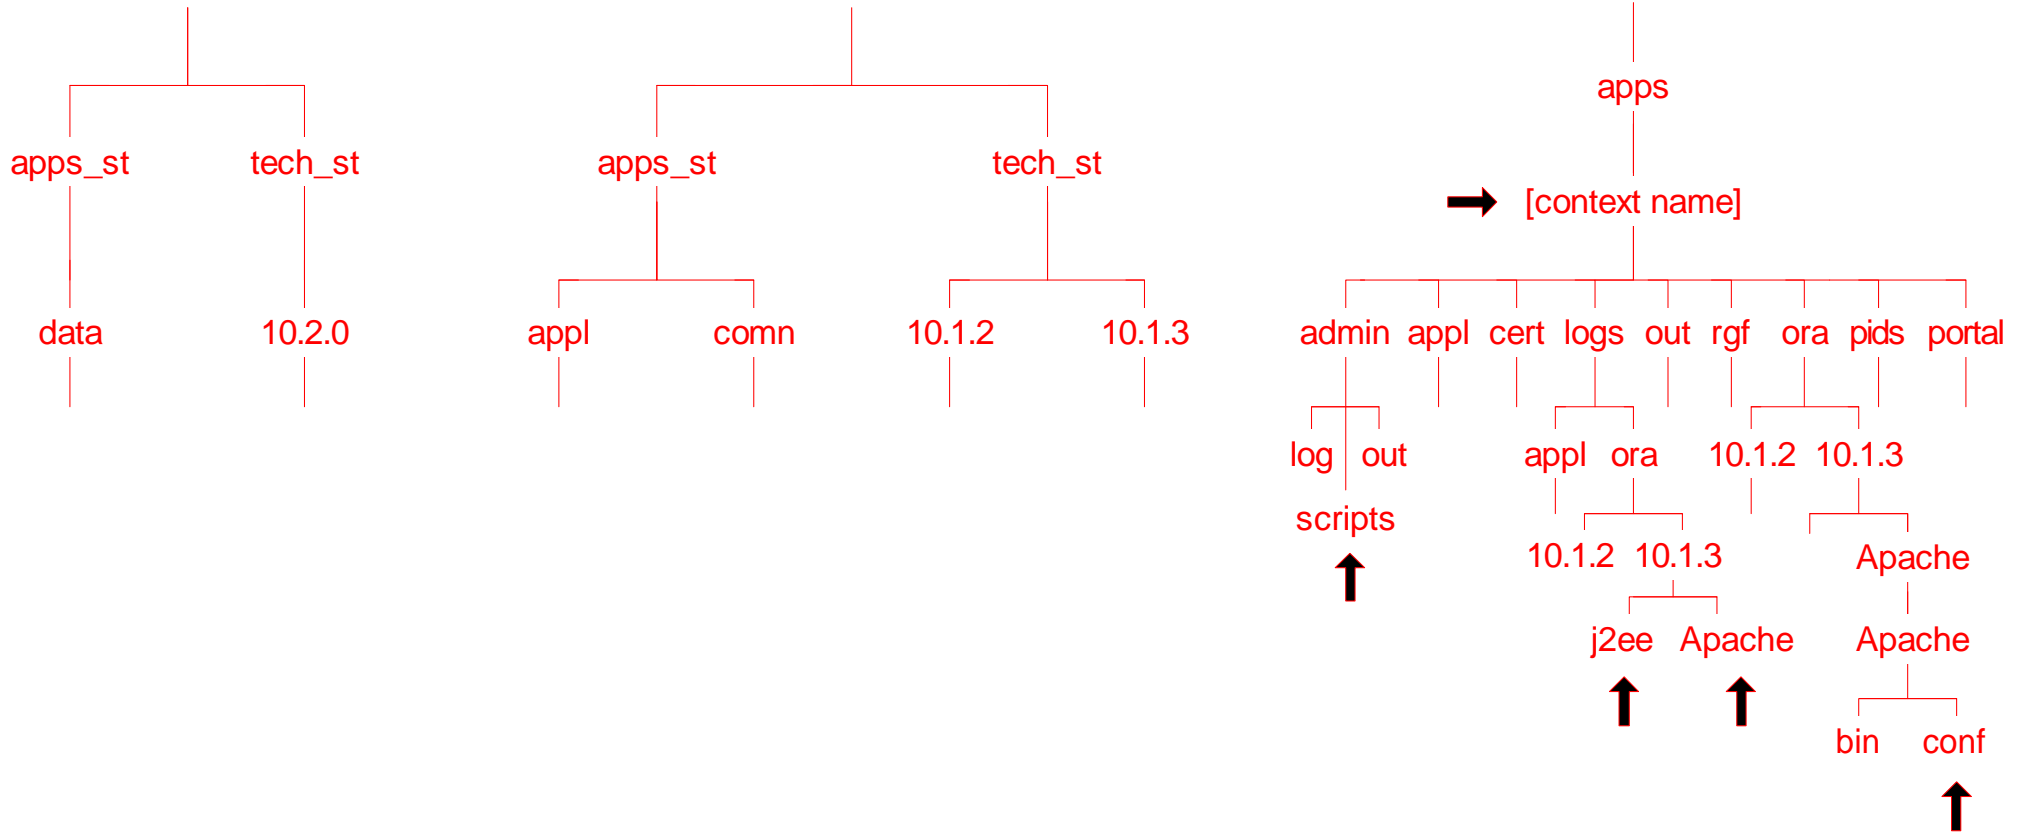 apps
apps_st tech_st apps_st tech_st
[context name]
data 10.2.0 appl comn 10.1.2 10.1.3 admin appl cert logs out rgf ora pids portal
log out appl ora 10.1.2 10.1.3
scripts
10.1.2 10.1.3 Apache
j2ee Apache Apache
bin conf